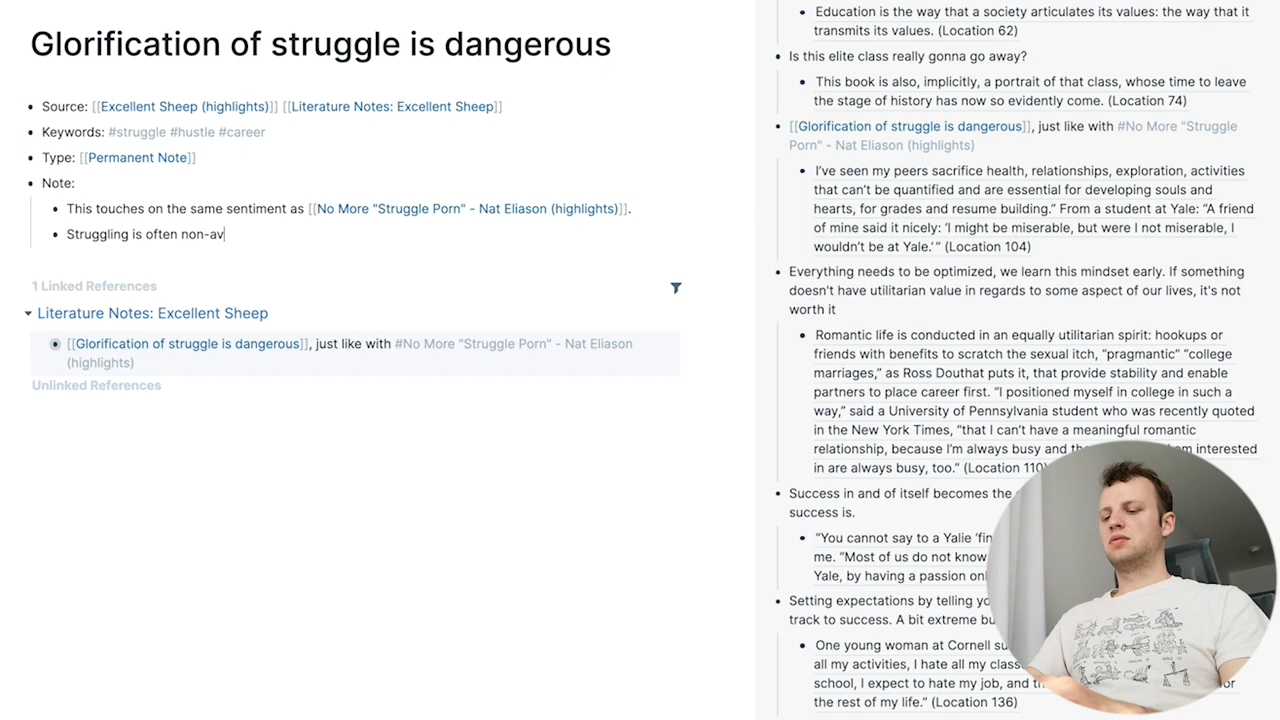 Glorification of struggle is dangerous
Source: [[Excellent Sheep (highlights)]] [[Literature Notes: Excellent Sheep]]
Keywords: #struggle #hustle #career
Type: [[Permanent Note]]
Note:
This touches on the same sentiment as [[No More "Struggle Porn" - Nat Eliason (highlights)]].
Struggling is often non-av
1 Linked References
Literature Notes: Excellent Sheep
[[Glorification of struggle is dangerous]], just like with #No More "Struggle Porn" - Nat Eliason
(highlights)
Unlinked References
Education is the way that a society articulates its values: the way that it
transmits its values. (Location 62)
Is this elite class really gonna go away?
This book is also, implicitly, a portrait of that class, whose time to leave
the stage of history has now so evidently come. (Location 74)
[[Glorification of struggle is dangerous]], just like with #No More "Struggle
Porn" - Nat Eliason (highlights)
I’ve seen my peers sacrifice health, relationships, exploration, activities
that can’t be quantified and are essential for developing souls and
hearts, for grades and resume building.” From a student at Yale: “A friend
of mine said it nicely: ‘I might be miserable, but were I not miserable, I
wouldn’t be at Yale.’” (Location 104)
Everything needs to be optimized, we learn this mindset early. If something
doesn't have utilitarian value in regards to some aspect of our lives, it's not
worth it
Romantic life is conducted in an equally utilitarian spirit: hookups or
friends with benefits to scratch the sexual itch, “pragmatic” “college
marriages,” as Ross Douthat puts it, that provide stability and enable
partners to place career first. “I positioned myself in college in such a
way,” said a University of Pennsylvania student who was recently quoted
in the New York Times, “that I can’t have a meaningful romantic
relationship, because I’m always busy and interested
in are always busy, too.” (Location 110)
Success in and of itself becomes the
success is.
“You cannot say to a Yalie ‘fin
me. “Most of us do not know
Yale, by having a passion
Setting expectations by telling
track to success. A bit extreme
One young woman at Cornell
all my activities, I hate all my
school, I expect to hate my job, and
the rest of my life.” (Location 136)